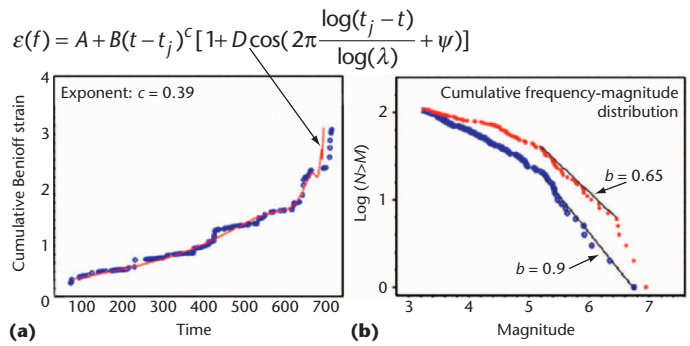 ε(f) = A + B(t – t_j)^c [1 + D cos(2π log(t_j – t) / log(λ) + ψ)]
4
3
2
1
0
Cumulative Benioff strain
Exponent: c = 0.39
100 200 300 400 500 600 700
(a) Time
2
1
0
Log (N>M)
Cumulative frequency-magnitude
distribution
b = 0.65
b = 0.9
3 4 5 6 7
(b) Magnitude